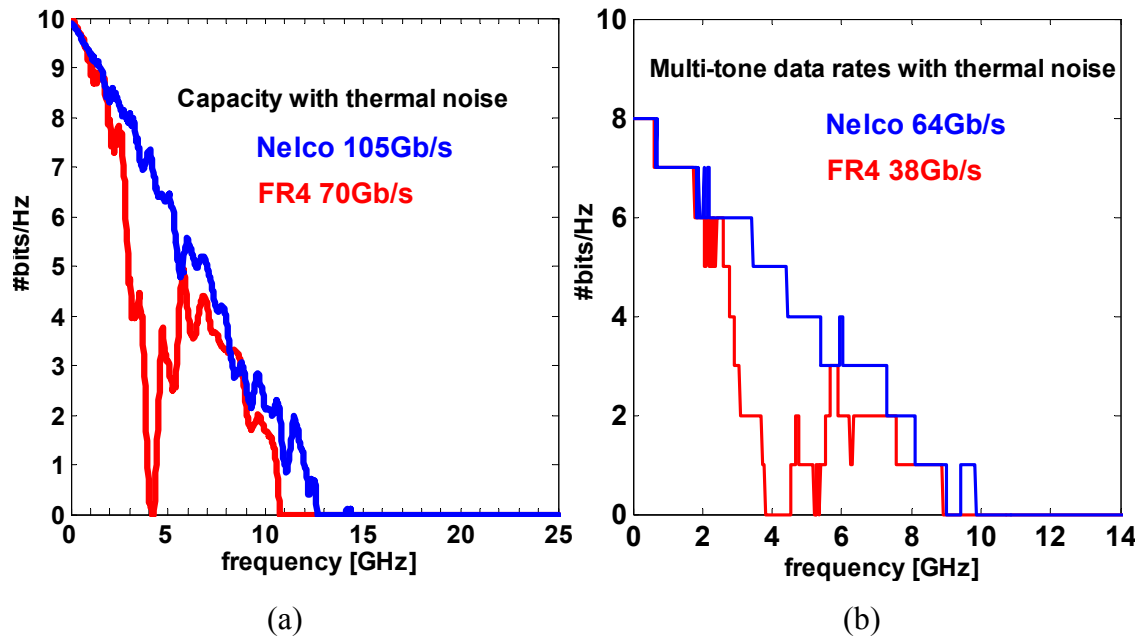 10
9
8
7
6
5
4
3
2
1
0
#bits/Hz
Capacity with thermal noise
Nelco 105Gb/s
FR4 70Gb/s
0 5 10 15 20 25
frequency [GHz]
(a)
10
8
6
4
2
0
#bits/Hz
Multi-tone data rates with thermal noise
Nelco 64Gb/s
FR4 38Gb/s
0 2 4 6 8 10 12 14
frequency [GHz]
(b)